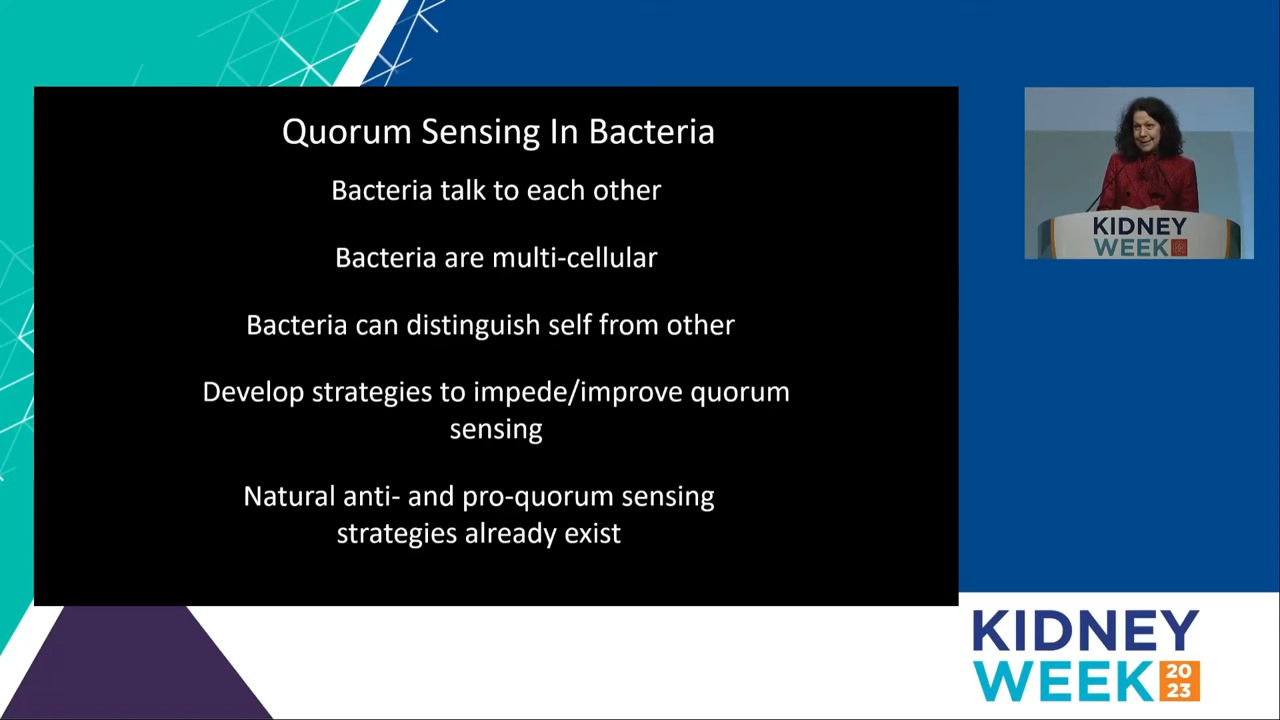 Quorum Sensing In Bacteria
Bacteria talk to each other
Bacteria are multi-cellular
Bacteria can distinguish self from other
Develop strategies to impede/improve quorum
sensing
Natural anti- and pro-quorum sensing
strategies already exist
KIDNEY
WEEK
KIDNEY
WEEK 20
23